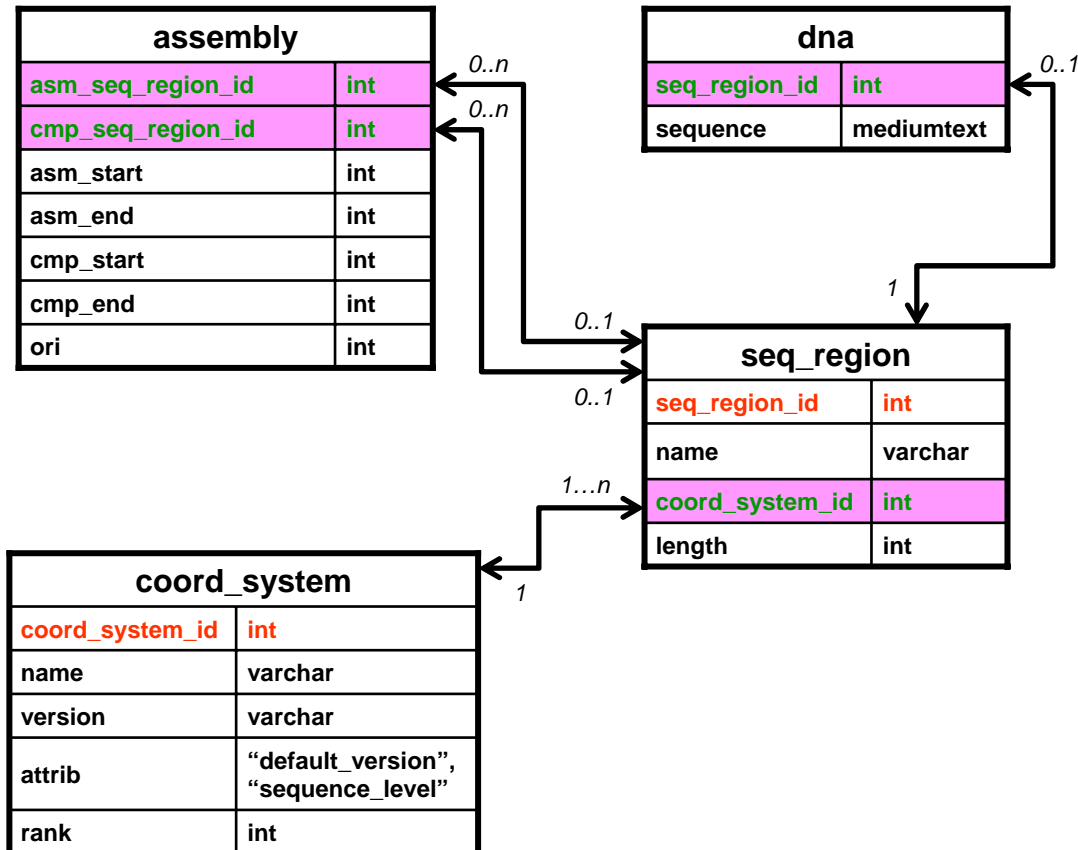 assembly
asm_seq_region_id int
cmp_seq_region_id int
asm_start int
asm_end int
cmp_start int
cmp_end int
ori int
0..n
0..n
dna
seq_region_id int
sequence mediumtext
0..1
1
0..1
0..1
seq_region
seq_region_id int
name varchar
coord_system_id int
length int
1…n
1
coord_system
coord_system_id int
name varchar
version varchar
attrib “default_version”,
“sequence_level”
rank int